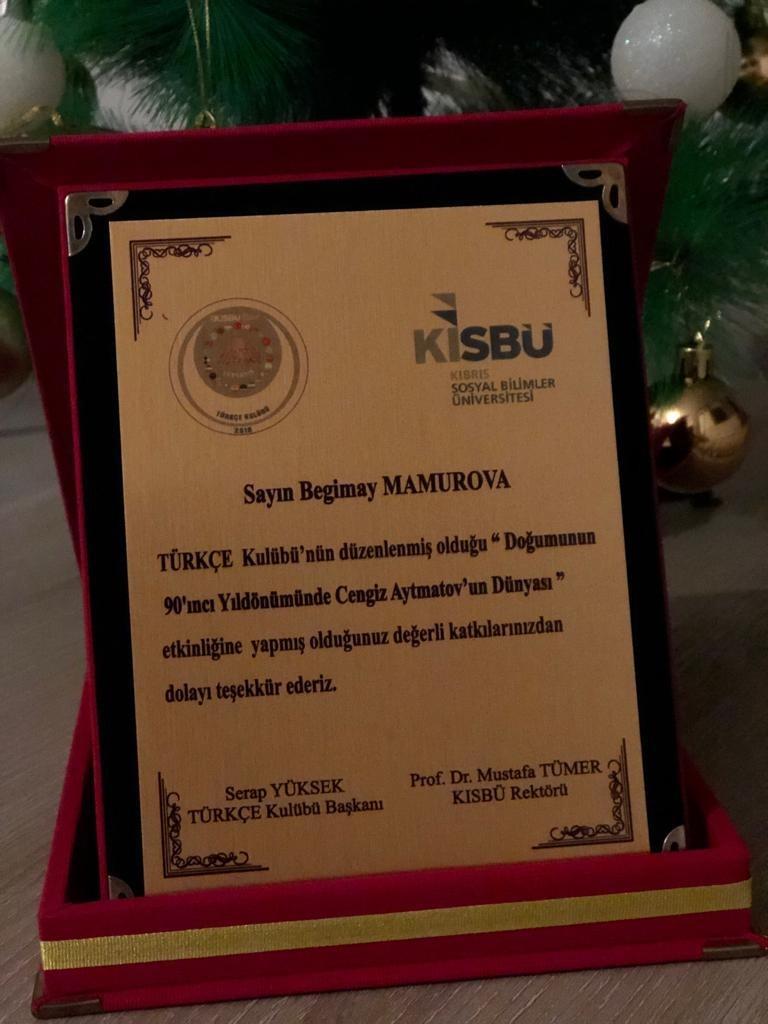 KISBÜ
TÜRKÇE KULÜBÜ
2018
KISBÜ
KIBRIS
SOSYAL BİLİMLER
ÜNİVERSİTESİ
Sayın Begimay MAMUROVA
TÜRKÇE Kulübü'nün düzenlenmiş olduğu “ Doğumunun
90'ıncı Yıldönümünde Cengiz Aytmatov'un Dünyası ”
etkinliğine yapmış olduğunuz değerli katkılarınızdan
dolayı teşekkür ederiz.
Serap YÜKSEK
TÜRKÇE Kulübü Başkanı
Prof. Dr. Mustafa TÜMER
KISBÜ Rektörü